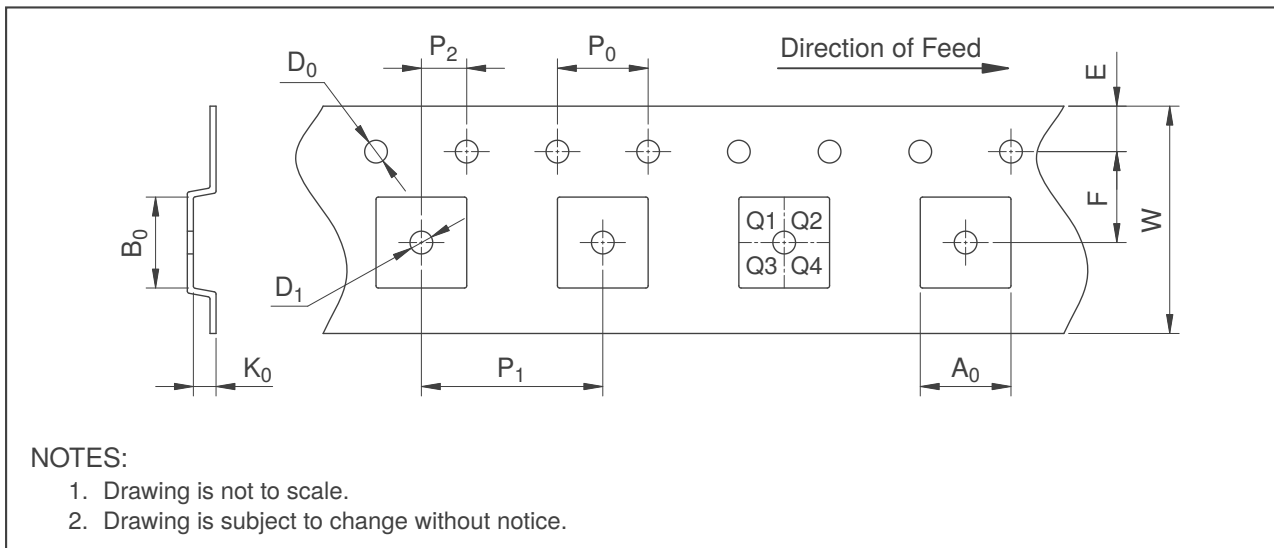 P2
P0
Direction of Feed
D0
E
F
W
B0
Q1 Q2
Q3 Q4
D1
K0
P1
A0
NOTES:
1. Drawing is not to scale.
2. Drawing is subject to change without notice.